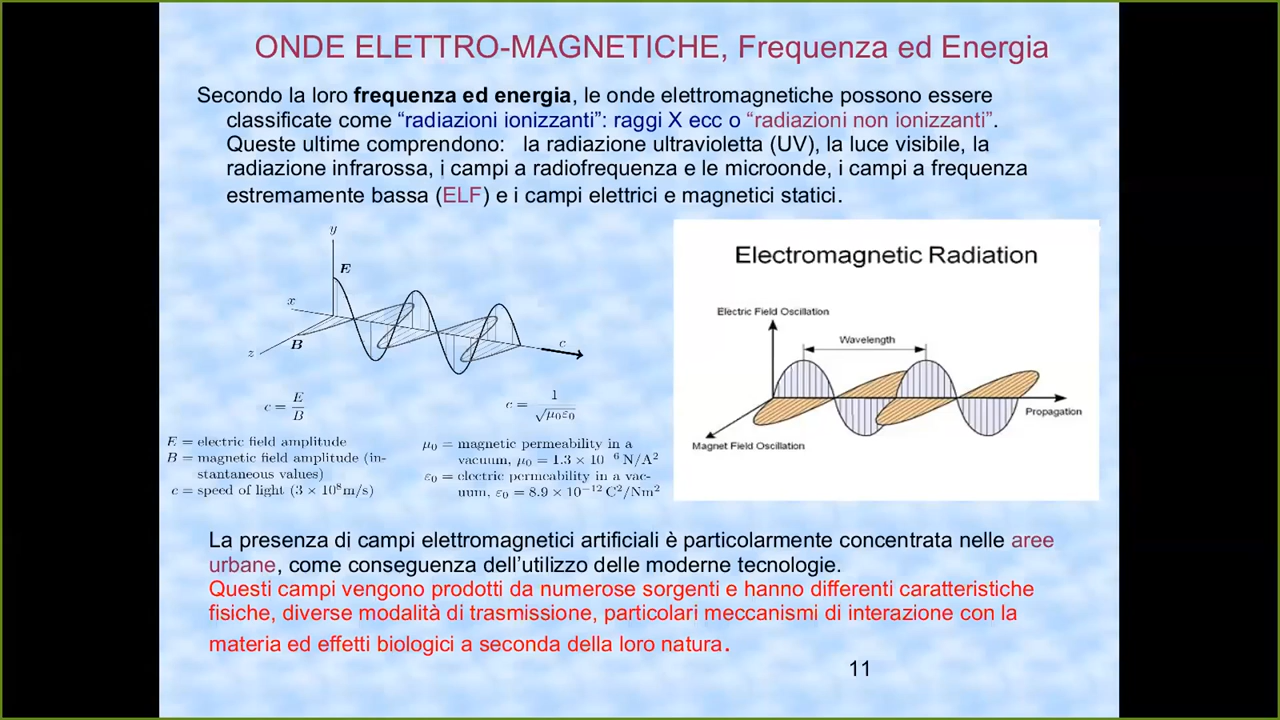 ONDE ELETTRO-MAGNETICHE, Frequenza ed Energia
Secondo la loro frequenza ed energia, le onde elettromagnetiche possono essere
classificate come “radiazioni ionizzanti”: raggi X ecc o “radiazioni non ionizzanti”.
Queste ultime comprendono: la radiazione ultravioletta (UV), la luce visibile, la
radiazione infrarossa, i campi a radiofrequenza e le microonde, i campi a frequenza
estremamente bassa (ELF) e i campi elettrici e magnetici statici.
y
E
x
B
z
c
c = E/B
c = 1/√μ₀ε₀
E = electric field amplitude
B = magnetic field amplitude (in-
stantaneous values)
c = speed of light (3 × 10⁸m/s)
μ₀ = magnetic permeability in a
vacuum, μ₀ = 1.3 × 10 ⁶ N/A²
ε₀ = electric permeability in a vac-
uum, ε₀ = 8.9 × 10⁻¹² C²/Nm²
Electromagnetic Radiation
Electric Field Oscillation
Wavelength
Propagation
Magnet Field Oscillation
La presenza di campi elettromagnetici artificiali è particolarmente concentrata nelle aree
urbane, come conseguenza dell’utilizzo delle moderne tecnologie.
Questi campi vengono prodotti da numerose sorgenti e hanno differenti caratteristiche
fisiche, diverse modalità di trasmissione, particolari meccanismi di interazione con la
materia ed effetti biologici a seconda della loro natura.
11